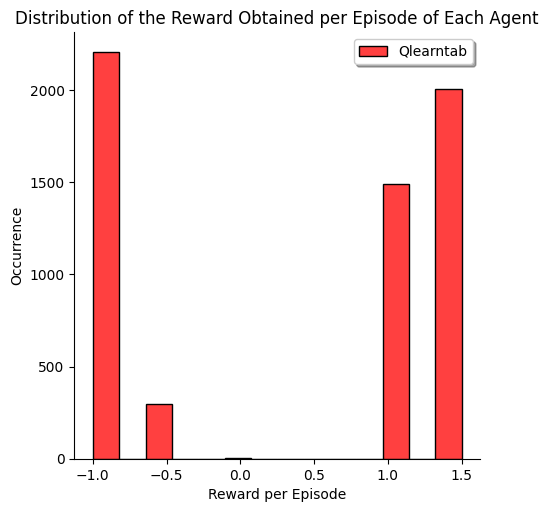 Distribution of the Reward Obtained per Episode of Each Agent
Qlearntab
2000
1500
1000
500
0
Occurrence
−1.0 −0.5 0.0 0.5 1.0 1.5
Reward per Episode